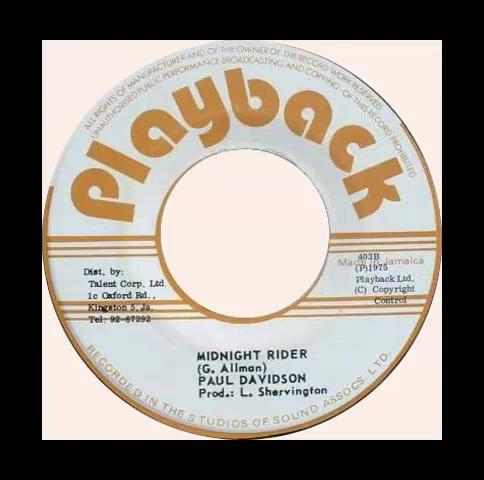 ALL RIGHTS OF MANUFACTURER AND OF THE OWNER OF THE RECORD WORK RESERVED.
UNAUTHORISED PUBLIC PERFORMANCE BROADCASTING AND COPYING OF THIS RECORD PROHIBITED
Playback
Dist. by:
Talent Corp. Ltd.
1c Oxford Rd.,
Kingston 5, Ja.
Tel: 92-67292
403B
Made in Jamaica
(P)1975
Playback Ltd.
(C) Copyright
Control
MIDNIGHT RIDER
(G. Allman)
PAUL DAVIDSON
Prod.: L. Shervington
RECORDED IN THE STUDIOS OF SOUND ASSOCS. LTD.